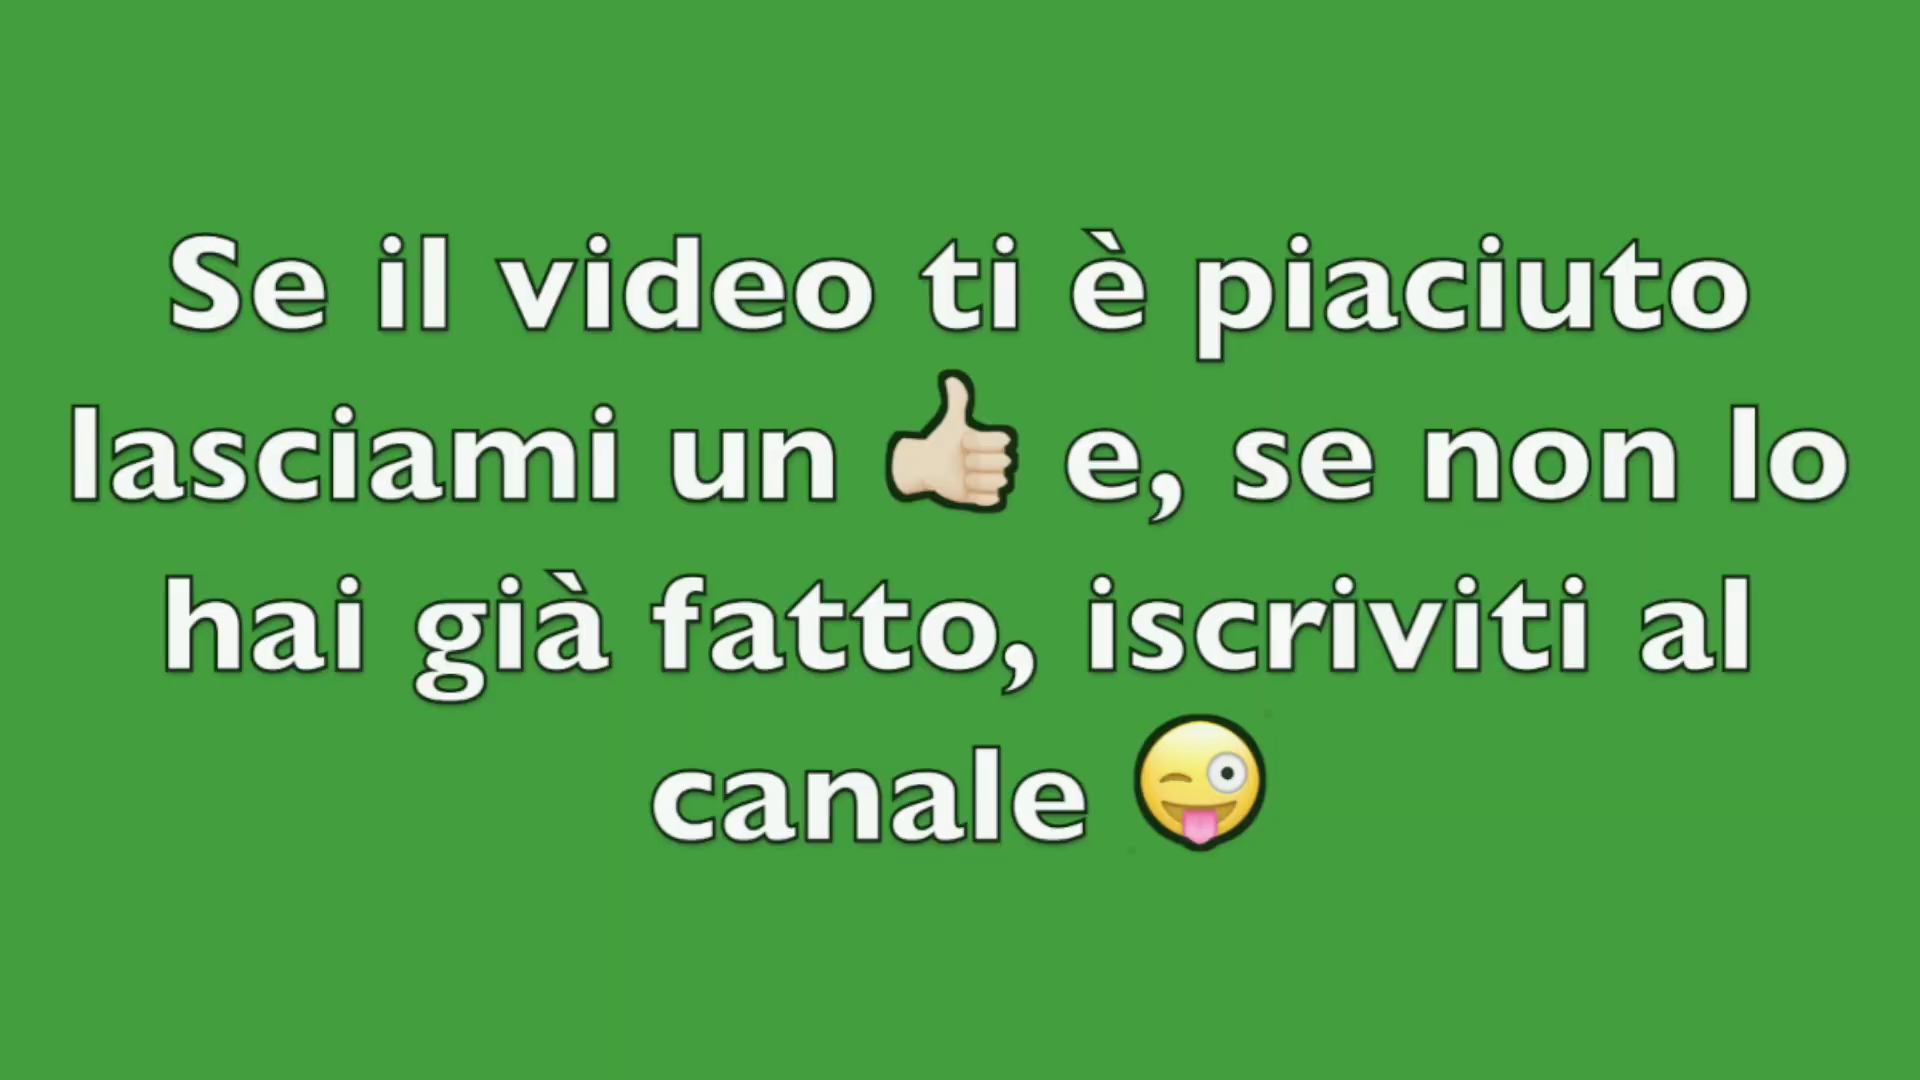 Se il video ti è piaciuto
lasciami un 👍🏻 e, se non lo
hai già fatto, iscriviti al
canale 😜